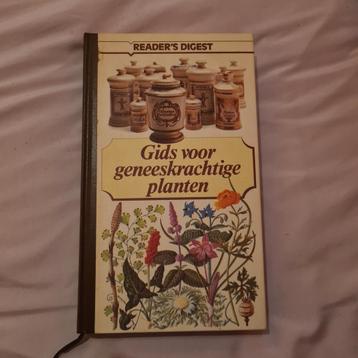 READER'S DIGEST
Gids voor
geneeskrachtige
planten